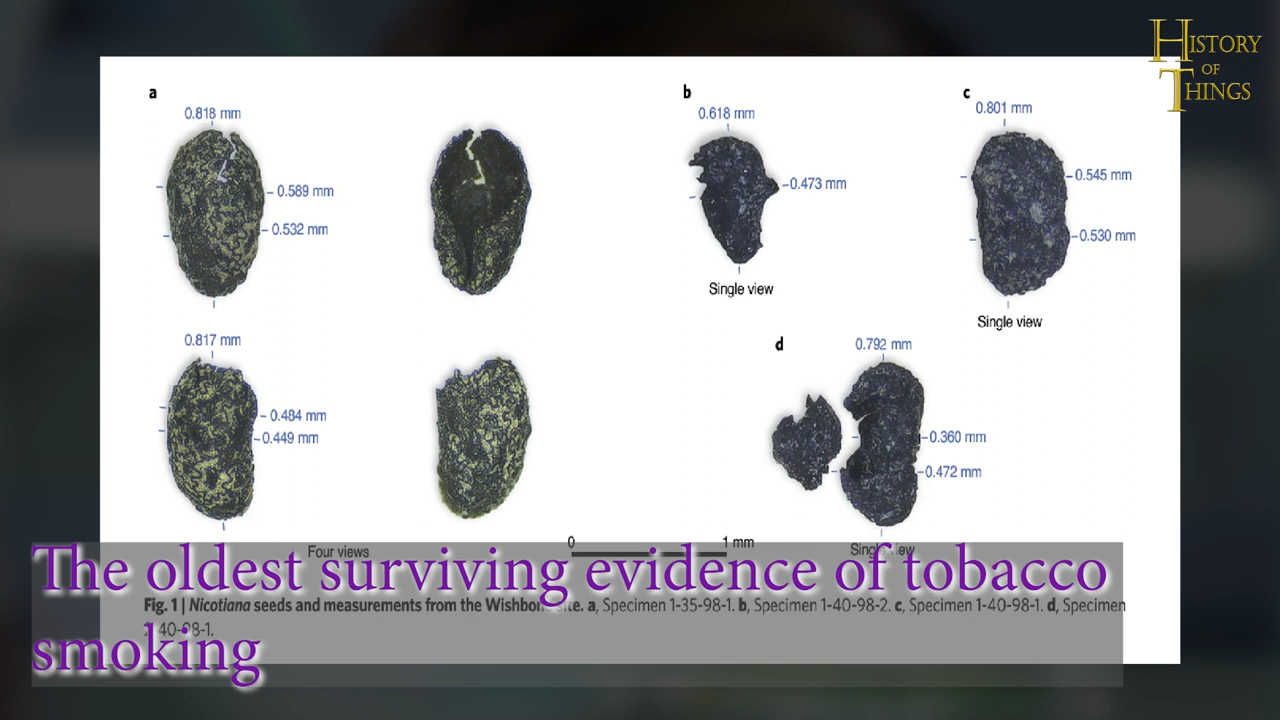 HISTORY
OF
THINGS
a
0.818 mm
0.589 mm
0.532 mm
0.817 mm
0.484 mm
0.449 mm
Four views
b
0.618 mm
0.473 mm
Single view
c
0.801 mm
0.545 mm
0.530 mm
Single view
d
0.792 mm
0.360 mm
0.472 mm
Single view
0 1 mm
The oldest surviving evidence of tobacco
smoking
Fig. 1 | Nicotiana seeds and measurements from the site. a, Specimen 1-35-98-1. b, Specimen 1-40-98-2. c, Specimen 1-40-98-1. d, Specimen